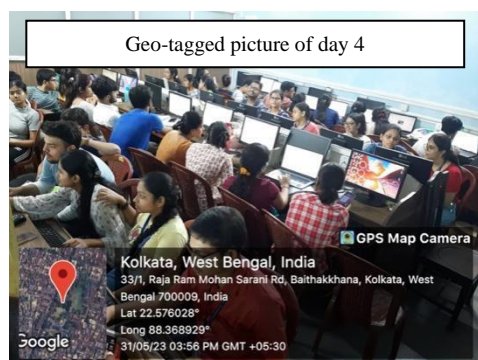 Geo-tagged picture of day 4
GPS Map Camera
Kolkata, West Bengal, India
33/1, Raja Ram Mohan Sarani Rd, Baithakkhana, Kolkata, West
Bengal 700009, India
Lat 22.576028°
Long 88.368929°
31/05/23 03:56 PM GMT +05:30
Google